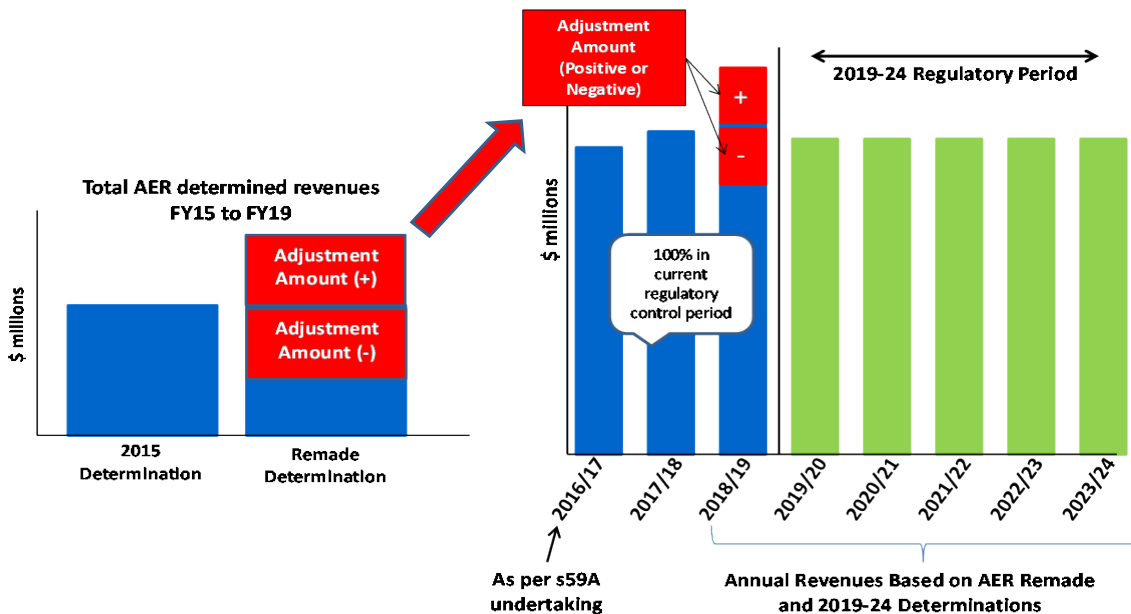 Adjustment
Amount
(Positive or
Negative)
2019-24 Regulatory Period
+
-
Total AER determined revenues
FY15 to FY19
$ millions
Adjustment
Amount (+)
Adjustment
Amount (-)
2015
Determination
Remade
Determination
$ millions
100% in
current
regulatory
control period
2016/17
2017/18
2018/19
2019/20
2020/21
2021/22
2022/23
2023/24
As per s59A
undertaking
Annual Revenues Based on AER Remade
and 2019-24 Determinations